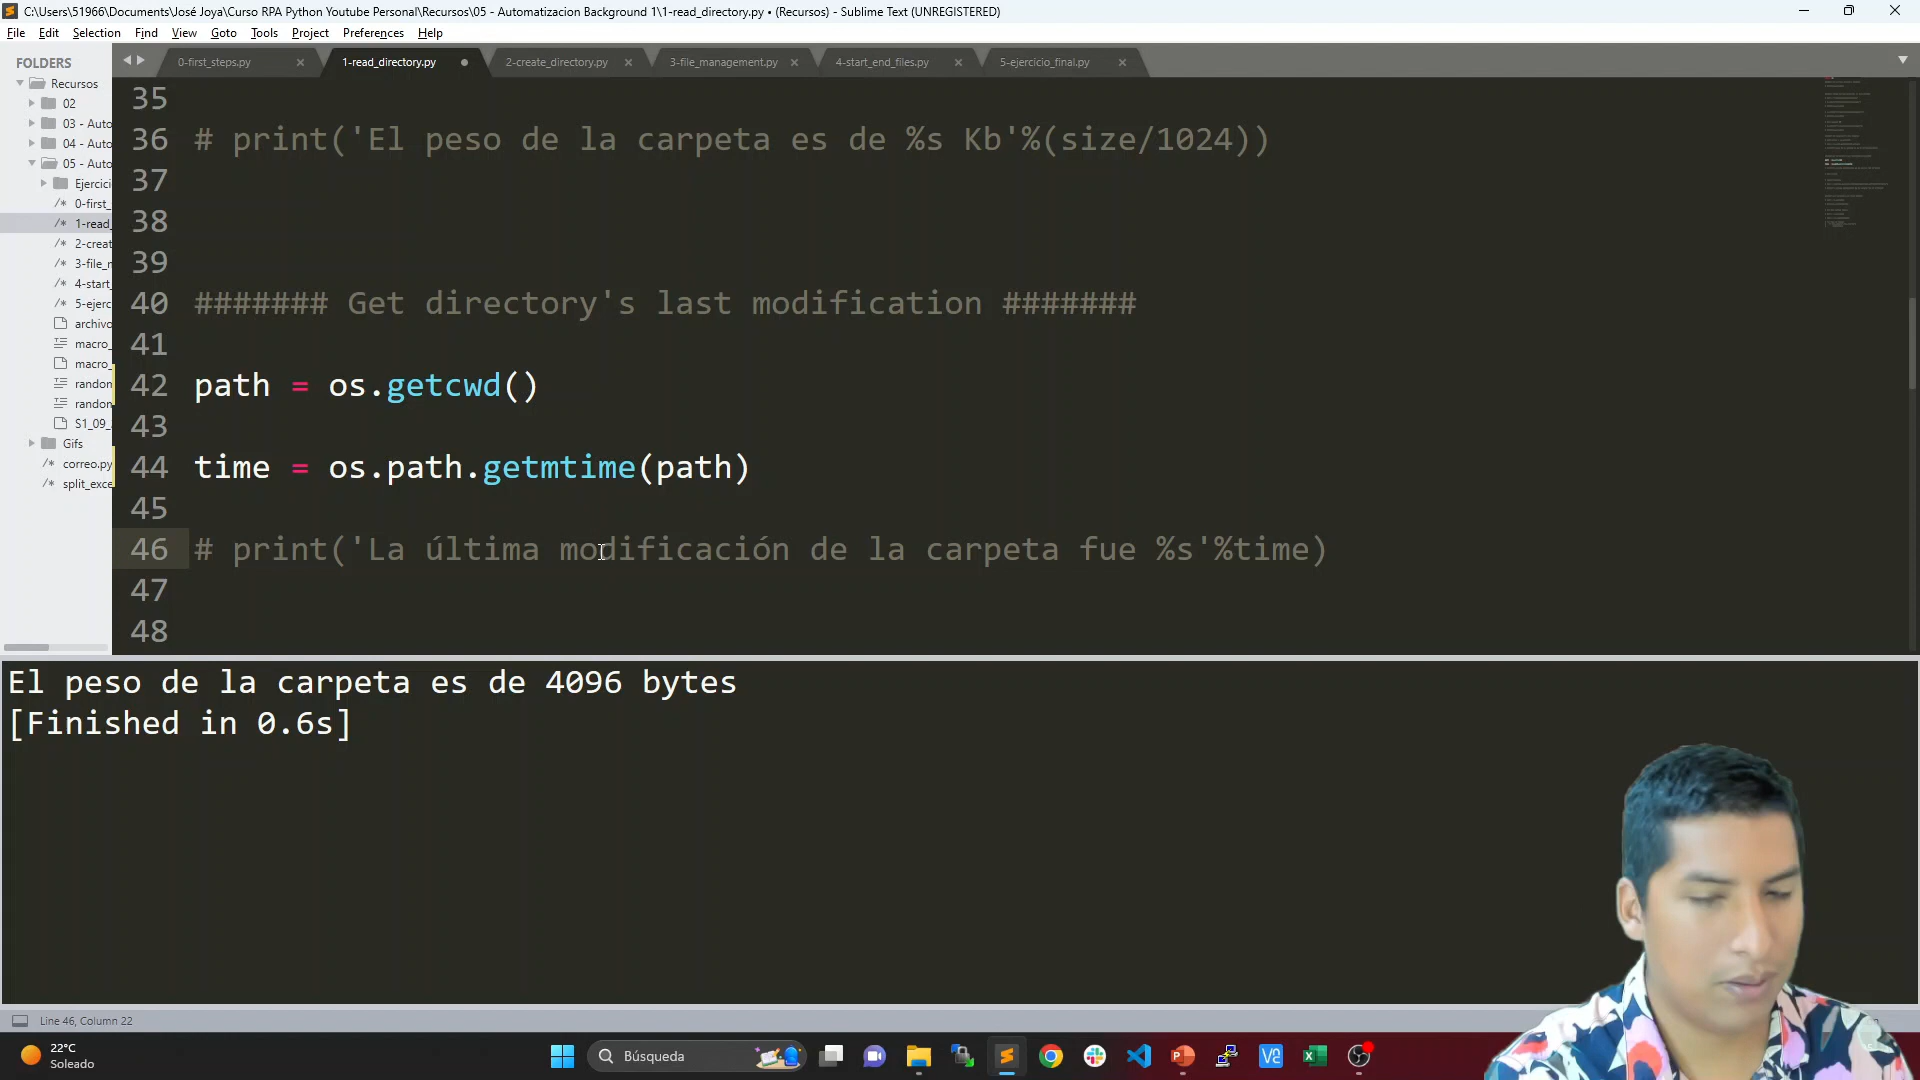 C:\Users\51966\Documents\José Joya\Curso RPA Python Youtube Personal\Recursos\05 - Automatizacion Background 1\1-read_directory.py • (Recursos) - Sublime Text (UNREGISTERED)
File Edit Selection Find View Goto Tools Project Preferences Help
FOLDERS
Recursos
02
03 - Auto
04 - Auto
05 - Auto
Ejercici
0-first_
1-read_
2-creat
3-file_r
4-start_
5-ejerc
archivo
macro_
macro_
randon
randon
S1_09_
Gifs
correo.py
split_exce
0-first_steps.py
1-read_directory.py
2-create_directory.py
3-file_management.py
4-start_end_files.py
5-ejercicio_final.py
35
36 # print('El peso de la carpeta es de %s Kb'%(size/1024))
37
38
39
40 ####### Get directory's last modification #######
41
42 path = os.getcwd()
43
44 time = os.path.getmtime(path)
45
46 # print('La última modificación de la carpeta fue %s'%time)
47
48
El peso de la carpeta es de 4096 bytes
[Finished in 0.6s]
Line 46, Column 22
22°C
Soleado
Búsqueda